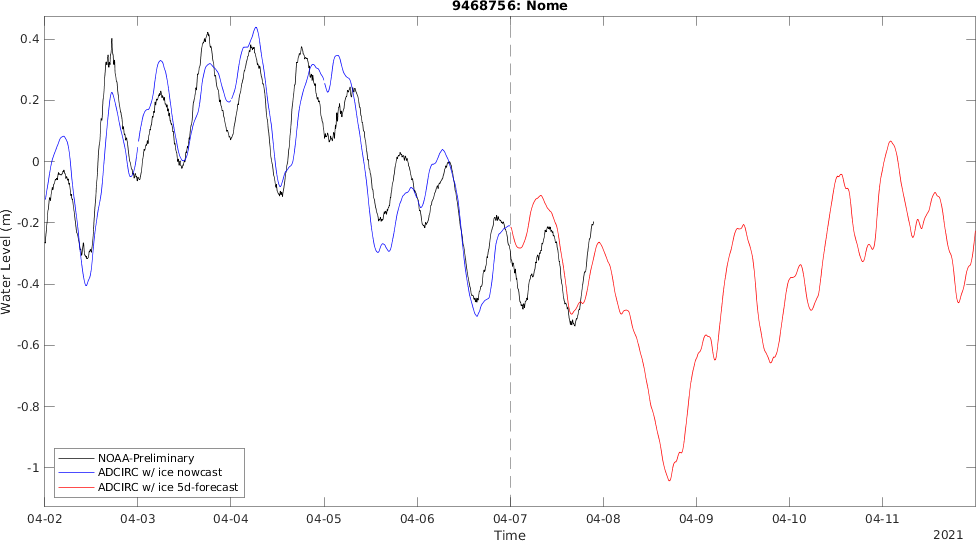 9468756: Nome
Water Level (m)
0.4
0.2
0
-0.2
-0.4
-0.6
-0.8
-1
NOAA-Preliminary
ADCIRC w/ ice nowcast
ADCIRC w/ ice 5d-forecast
04-02 04-03 04-04 04-05 04-06 04-07 04-08 04-09 04-10 04-11
Time
2021